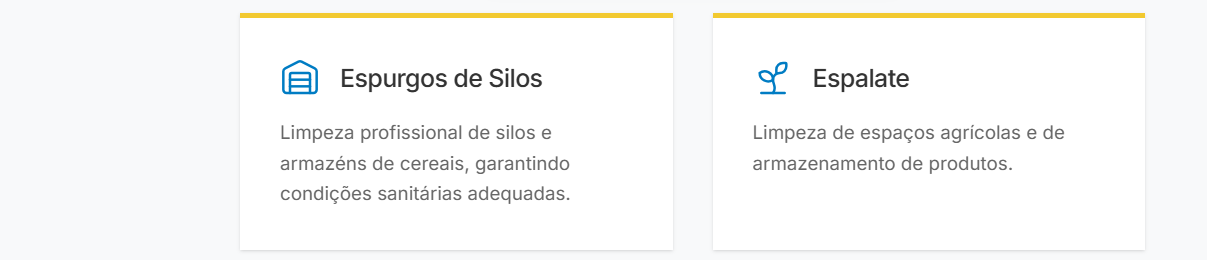 Espurgos de Silos
Limpeza profissional de silos e
armazéns de cereais, garantindo
condições sanitárias adequadas.
Espalate
Limpeza de espaços agrícolas e de
armazenamento de produtos.